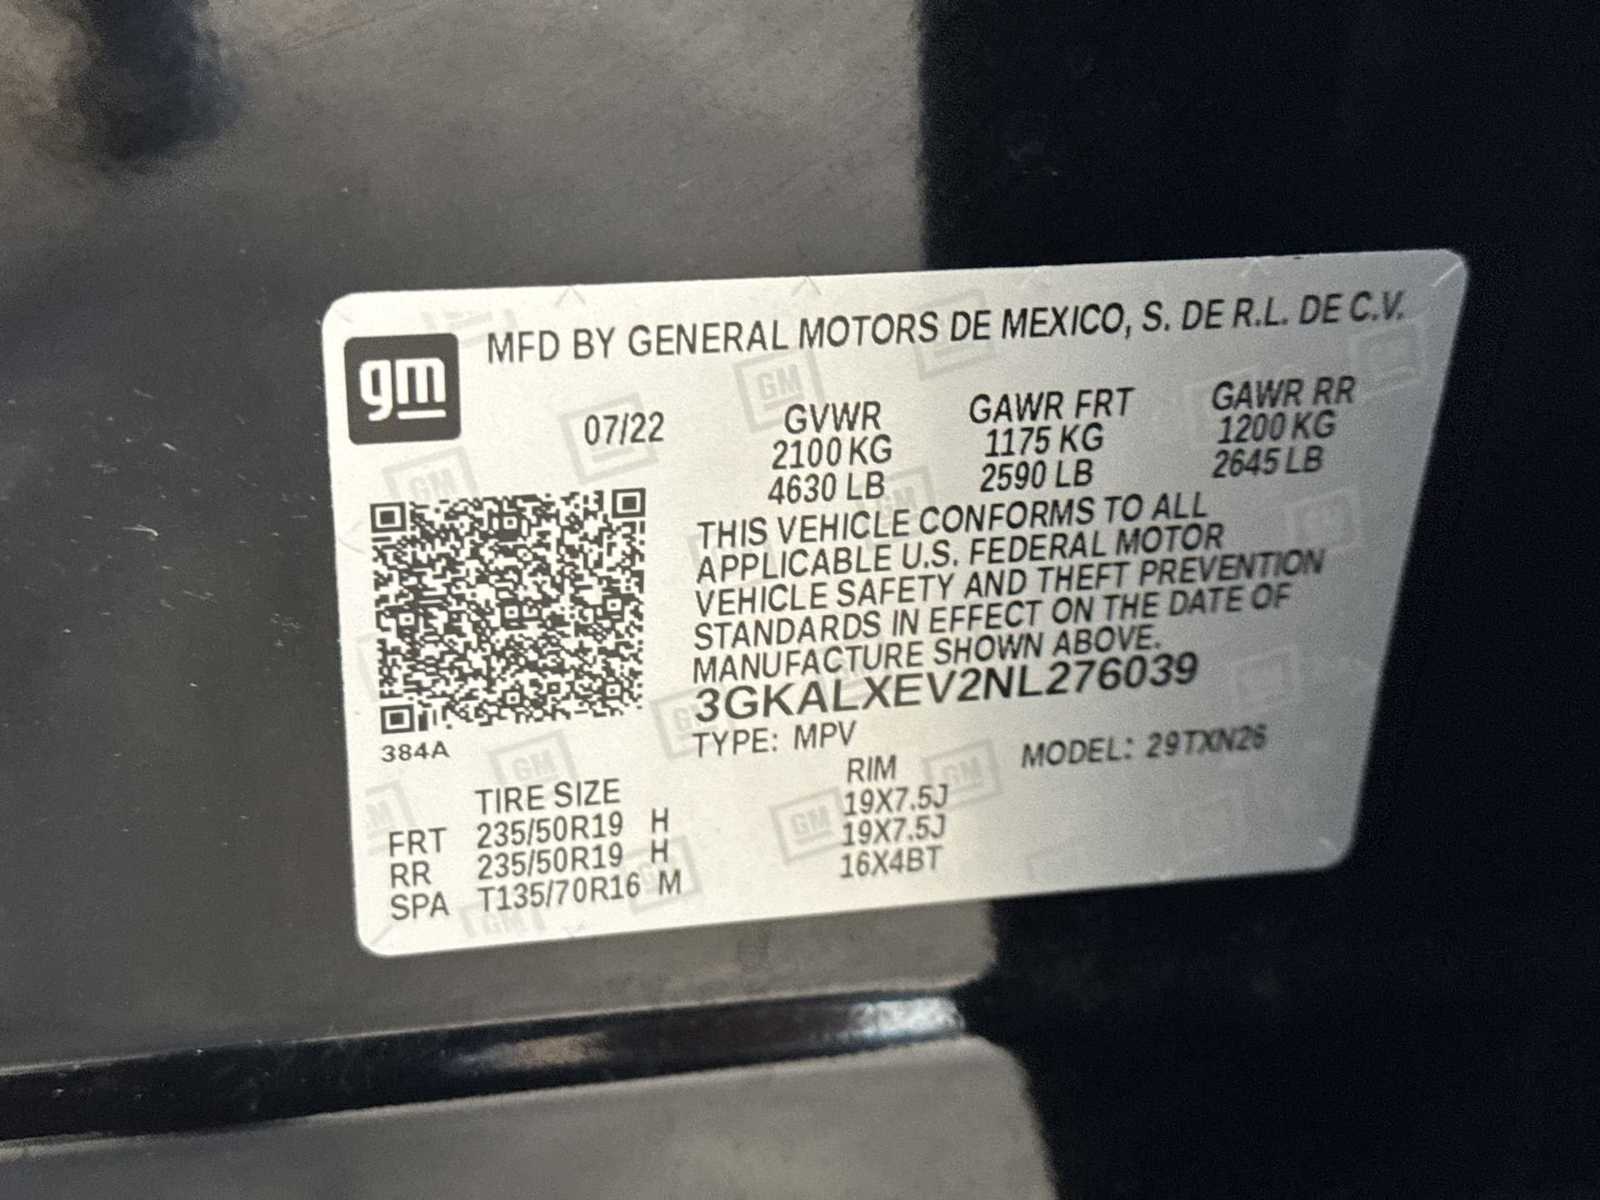 gm
MFD BY GENERAL MOTORS DE MEXICO, S. DE R.L. DE C.V.
07/22 GVWR GAWR FRT GAWR RR
2100 KG 1175 KG 1200 KG
4630 LB 2590 LB 2645 LB
THIS VEHICLE CONFORMS TO ALL
APPLICABLE U.S. FEDERAL MOTOR
VEHICLE SAFETY AND THEFT PREVENTION
STANDARDS IN EFFECT ON THE DATE OF
MANUFACTURE SHOWN ABOVE.
3GKALXEV2NL276039
384A TYPE: MPV MODEL: 29TXN26
TIRE SIZE RIM
FRT 235/50R19 H 19X7.5J
RR 235/50R19 H 19X7.5J
SPA T135/70R16 M 16X4BT